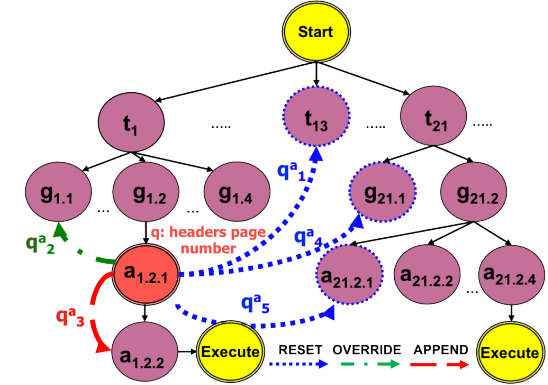 Start
t1
.....
t13
.....
t21
.....
g1.1
...
g1.2
...
g1.4
qa1
g21.1
g21.2
q: headers page
number
qa2
qa4
a1.2.1
a21.2.1
a21.2.2
...
a21.2.4
qa3
qa5
a1.2.2
Execute
RESET
OVERRIDE
APPEND
Execute